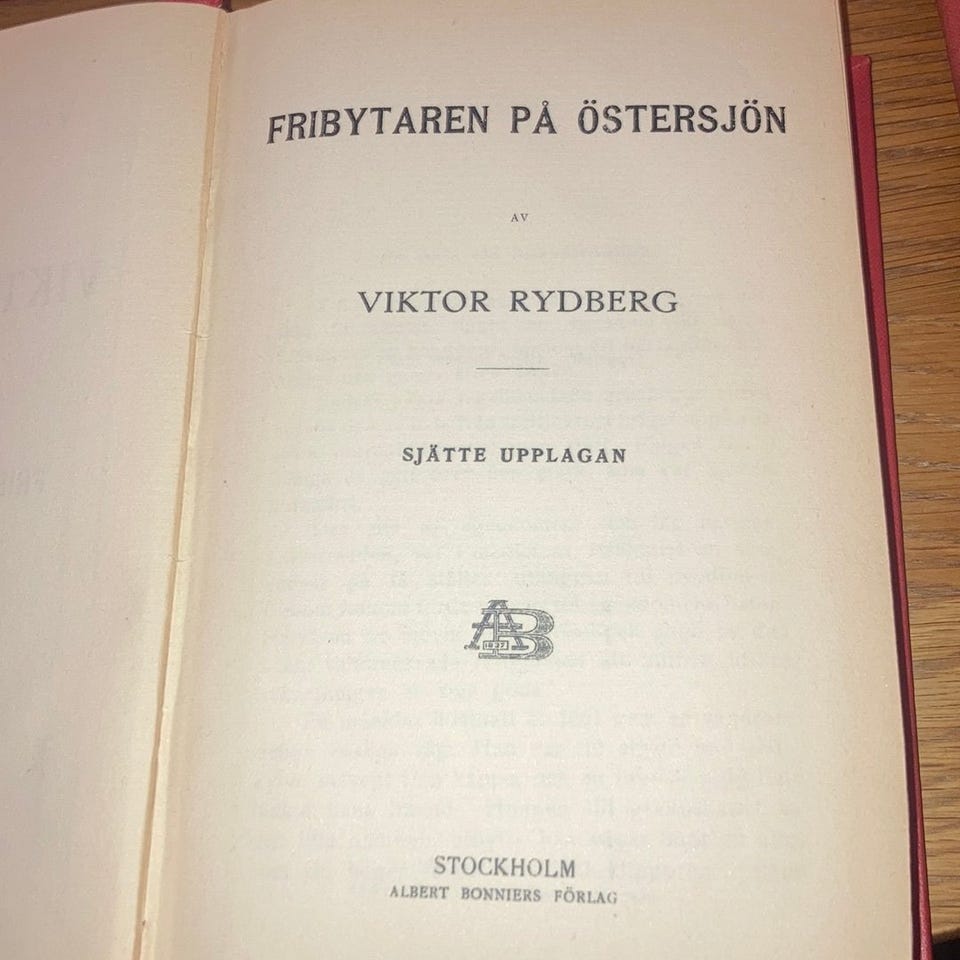 FRIBYTAREN PÅ ÖSTERSJÖN
AV
VIKTOR RYDBERG
SJÄTTE UPPLAGAN
AB
1837
STOCKHOLM
ALBERT BONNIERS FÖRLAG